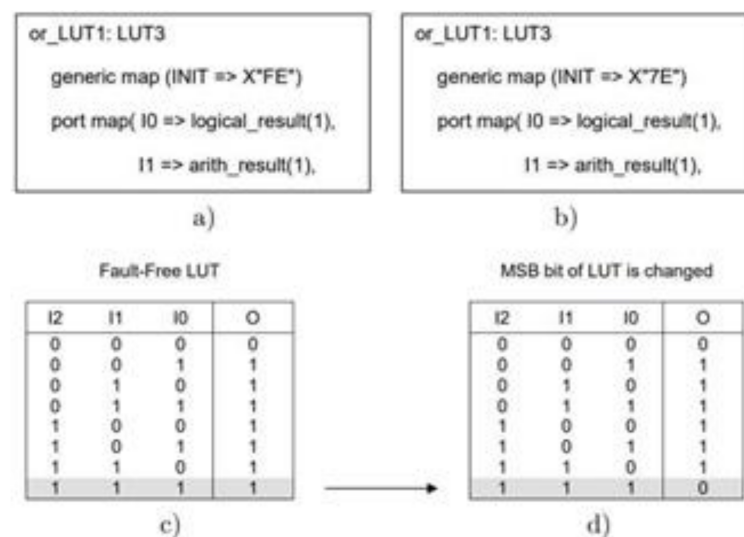 or_LUT1: LUT3
generic map (INIT => X"FE")
port map( I0 => logical_result(1),
I1 => arith_result(1),
a)
or_LUT1: LUT3
generic map (INIT => X"7E")
port map( I0 => logical_result(1),
I1 => arith_result(1),
b)
Fault-Free LUT
I2 I1 I0 O
0 0 0 0
0 0 1 1
0 1 0 1
0 1 1 1
1 0 0 1
1 0 1 1
1 1 0 1
1 1 1 1
c)
MSB bit of LUT is changed
I2 I1 I0 O
0 0 0 0
0 0 1 1
0 1 0 1
0 1 1 1
1 0 0 1
1 0 1 1
1 1 0 1
1 1 1 0
d)